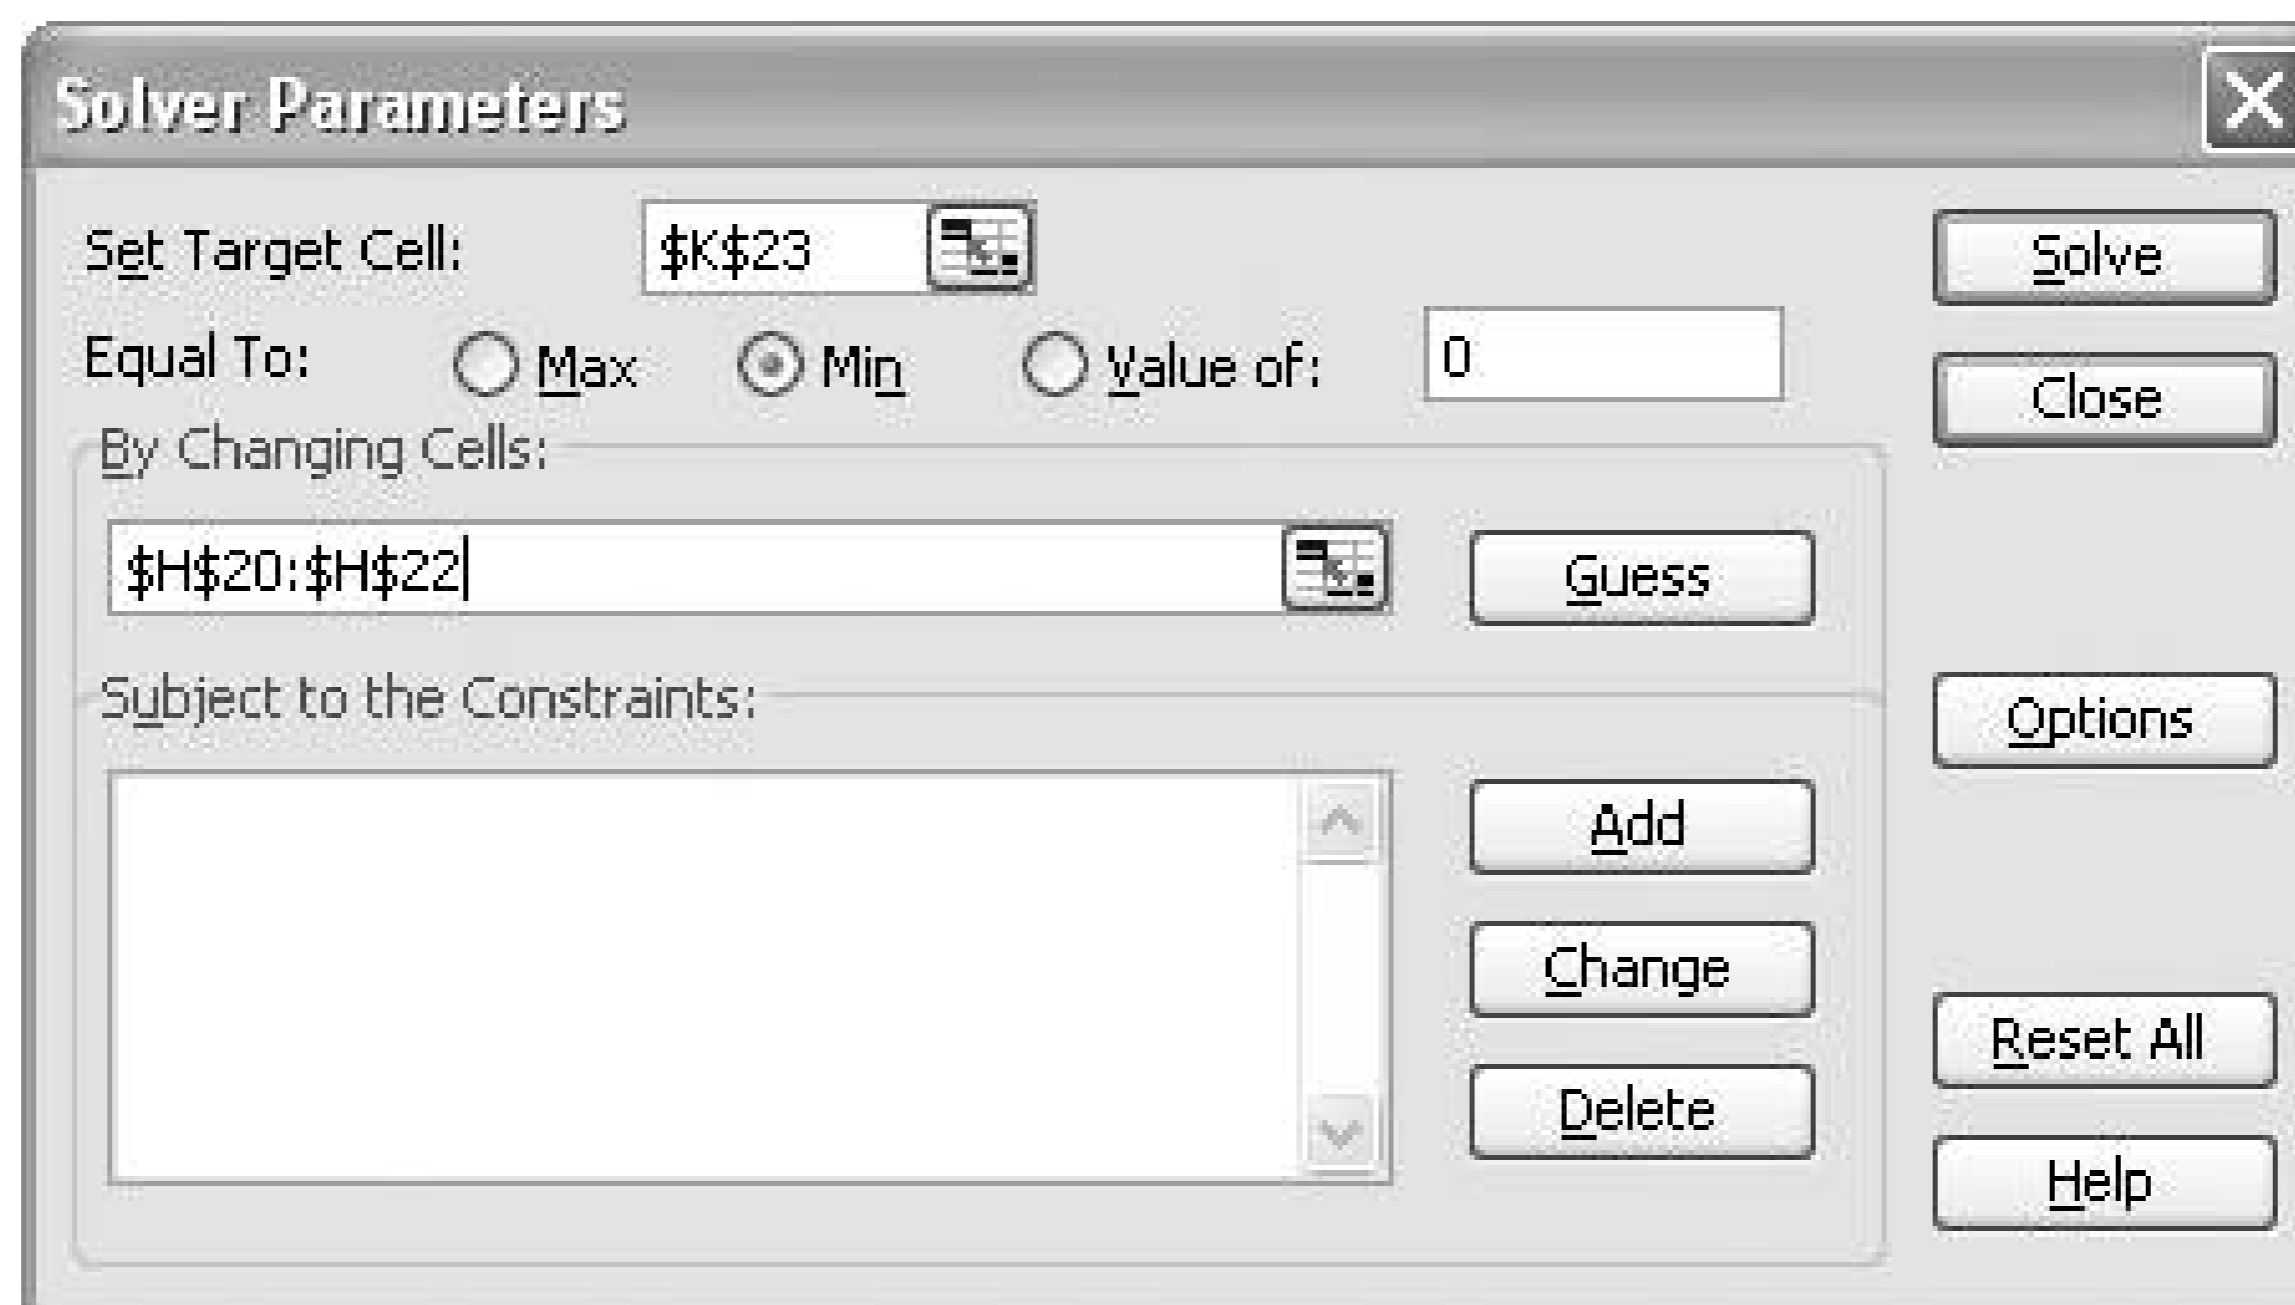 Solver Parameters
Set Target Cell: $K$23 Solve
Equal To: Max Min Value of: 0 Close
By Changing Cells:
$H$20:$H$22 Guess
Subject to the Constraints: Options
Add
Change
Reset All
Delete
Help